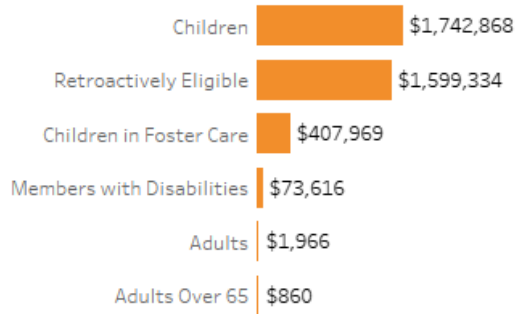 Children $1,742,868
Retroactively Eligible $1,599,334
Children in Foster Care $407,969
Members with Disabilities $73,616
Adults $1,966
Adults Over 65 $860